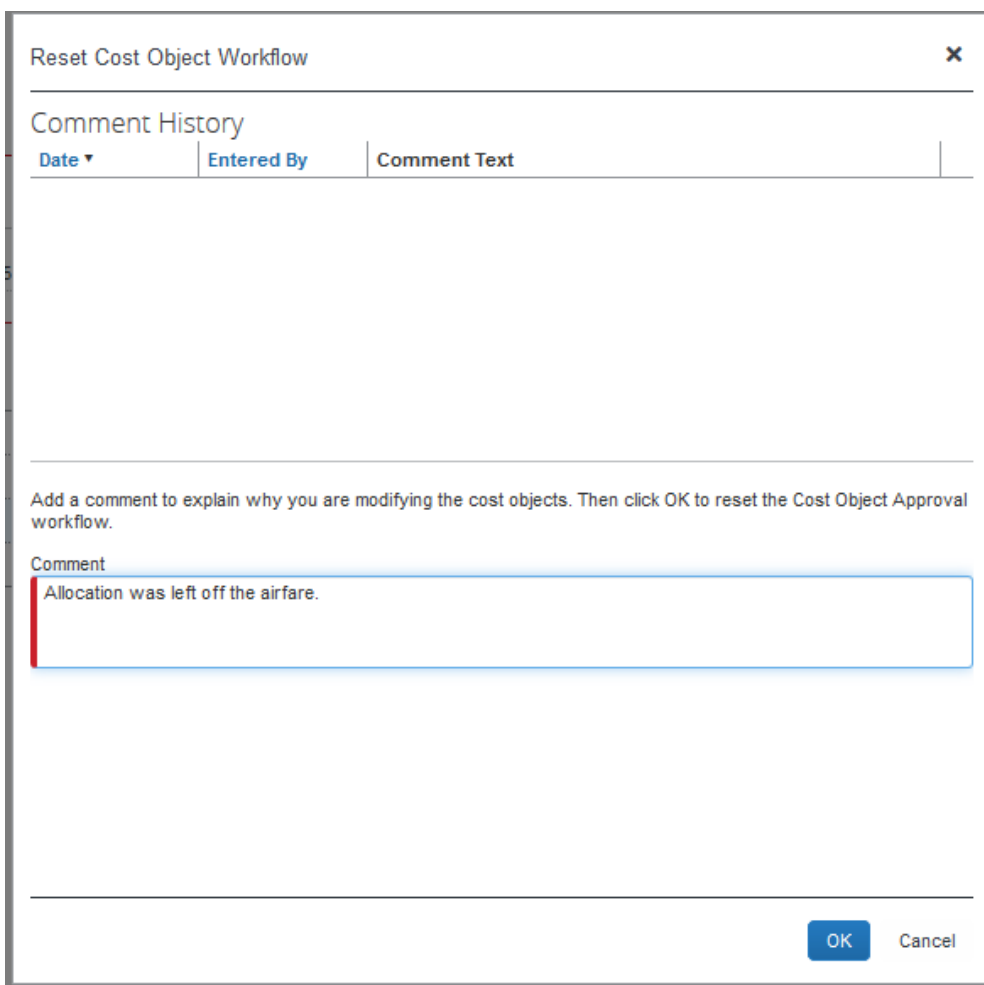 Reset Cost Object Workflow
Comment History
Date Entered By Comment Text
5
Add a comment to explain why you are modifying the cost objects. Then click OK to reset the Cost Object Approval
workflow.
Comment
Allocation was left off the airfare.
OK Cancel